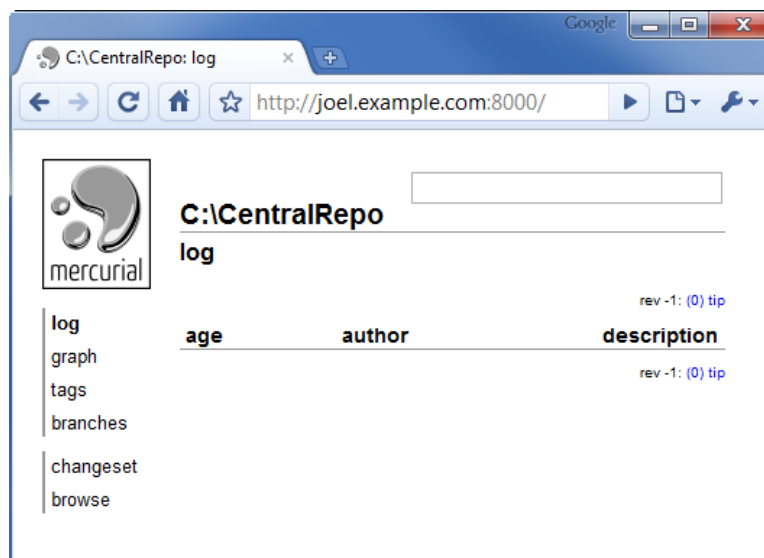 Google
C:\CentralRepo: log
http://joel.example.com:8000/
mercurial
C:\CentralRepo
log
rev -1: (0) tip
age author description
rev -1: (0) tip
log
graph
tags
branches
changeset
browse